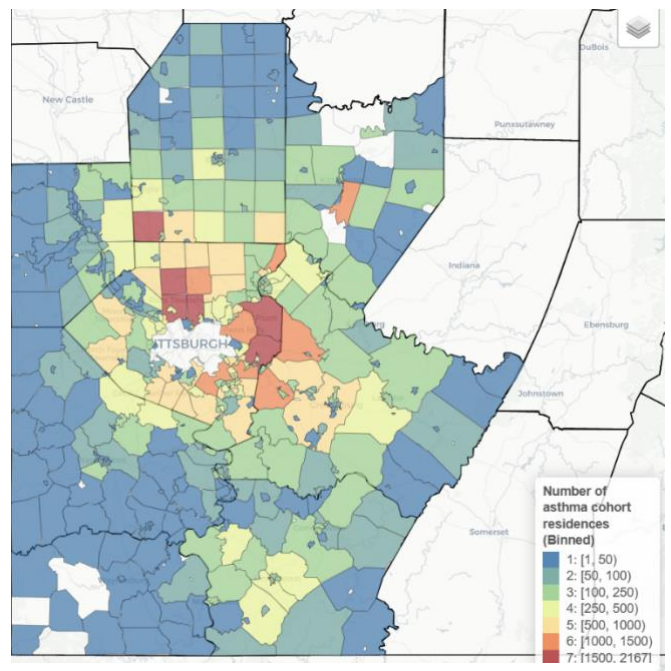 DuBois
New Castle
Punxsutawney
Indiana
TTSBURGH
Ebensburg
Johnstown
Somerset
Number of
asthma cohort
residences
(Binned)
1: [1, 50)
2: [50, 100)
3: [100, 250)
4: [250, 500)
5: [500, 1000)
6: [1000, 1500)
7: [1500, 2167]